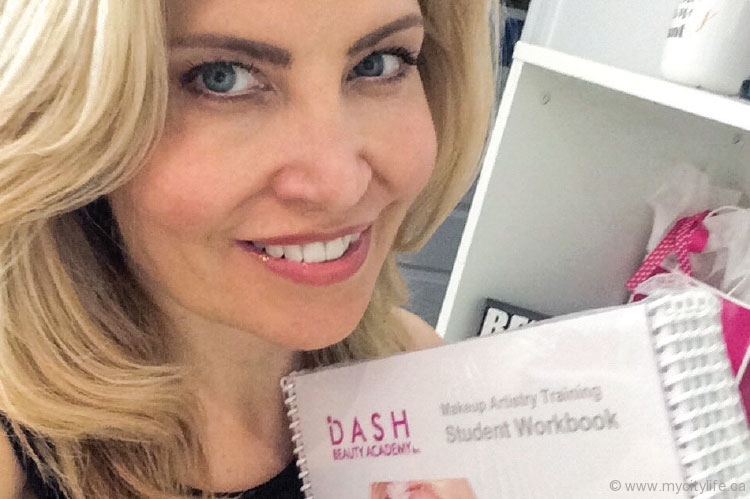 DASH
BEAUTY ACADEMY
Makeup Artistry Training
Student Workbook
© www.mycitylife.ca